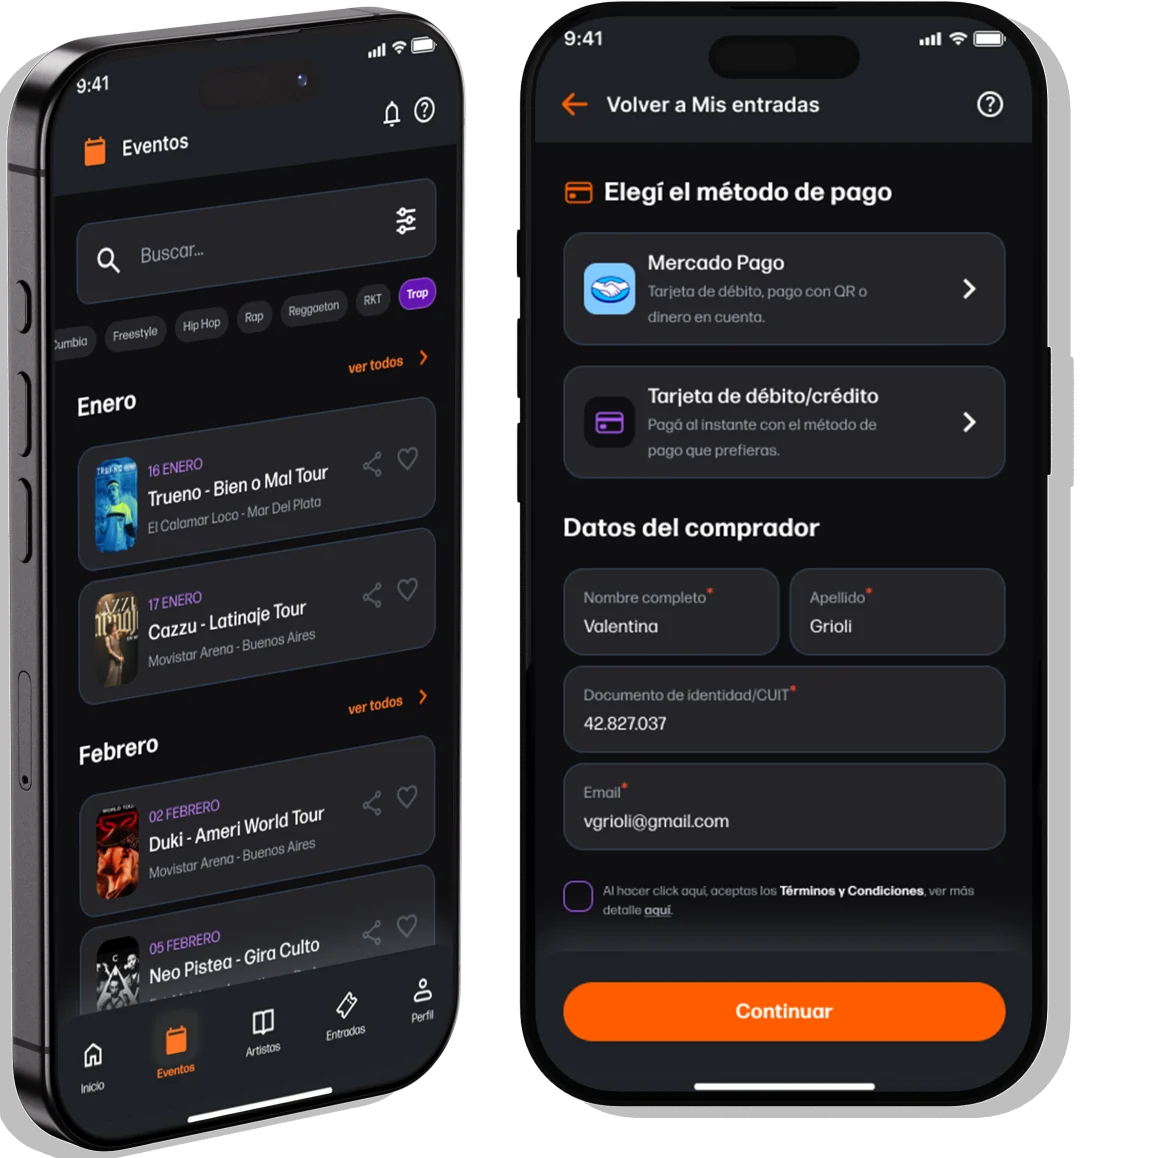 9:41
Eventos
Buscar...
Cumbia
Freestyle
Hip Hop
Rap
Reggaeton
RKT
Trap
ver todos
Enero
16 ENERO
Trueno - Bien o Mal Tour
El Calamar Loco - Mar Del Plata
17 ENERO
Cazzu - Latinaje Tour
Movistar Arena - Buenos Aires
ver todos
Febrero
02 FEBRERO
Duki - Ameri World Tour
Movistar Arena - Buenos Aires
05 FEBRERO
Neo Pistea - Gira Culto
Inicio
Eventos
Artistas
Entradas
Perfil
9:41
Volver a Mis entradas
Elegí el método de pago
Mercado Pago
Tarjeta de débito, pago con QR o
dinero en cuenta.
Tarjeta de débito/crédito
Pagá al instante con el método de
pago que prefieras.
Datos del comprador
Nombre completo*
Valentina
Apellido*
Grioli
Documento de identidad/CUIT*
42.827.037
Email*
vgrioli@gmail.com
Al hacer click aquí, aceptas los Términos y Condiciones, ver más
detalle aquí.
Continuar